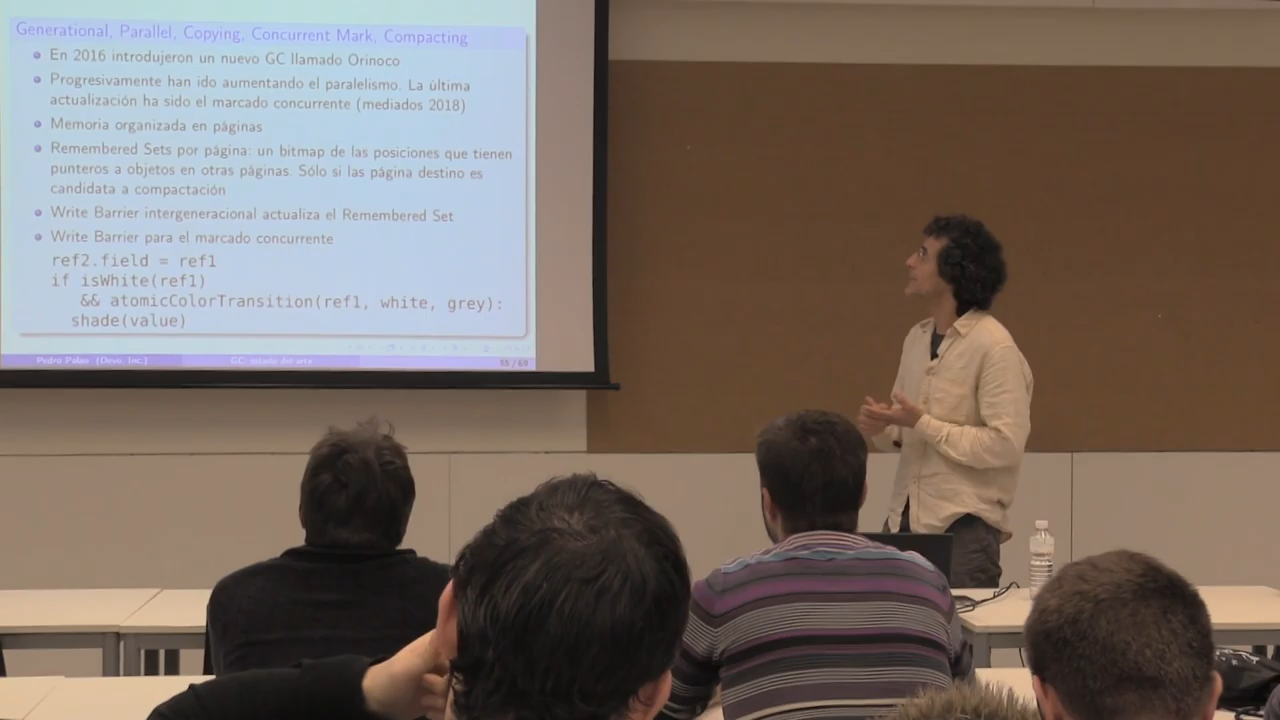 Generational, Parallel, Copying, Concurrent Mark, Compacting
En 2016 introdujeron un nuevo GC llamado Orinoco
Progresivamente han ido aumentando el paralelismo. La última
actualización ha sido el marcado concurrente (mediados 2018)
Memoria organizada en páginas
Remembered Sets por página: un bitmap de las posiciones que tienen
punteros a objetos en otras páginas. Sólo si las página destino es
candidata a compactación
Write Barrier intergeneracional actualiza el Remembered Set
Write Barrier para el marcado concurrente
ref2.field = ref1
if isWhite(ref1)
&& atomicColorTransition(ref1, white, grey):
shade(value)
Pedro Palao (Devo, Inc.) GC: estado del arte 55 / 69